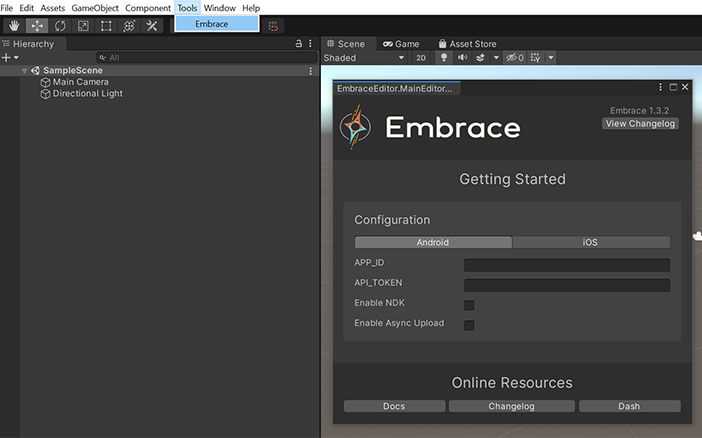 File Edit Assets GameObject Component Tools Window Help
Embrace
Hierarchy
All
SampleScene
Main Camera
Directional Light
Scene Game Asset Store
Shaded 2D 0
EmbraceEditor.MainEditor...
Embrace
Embrace 1.3.2
View Changelog
Getting Started
Configuration
Android iOS
APP_ID
API_TOKEN
Enable NDK
Enable Async Upload
Online Resources
Docs Changelog Dash